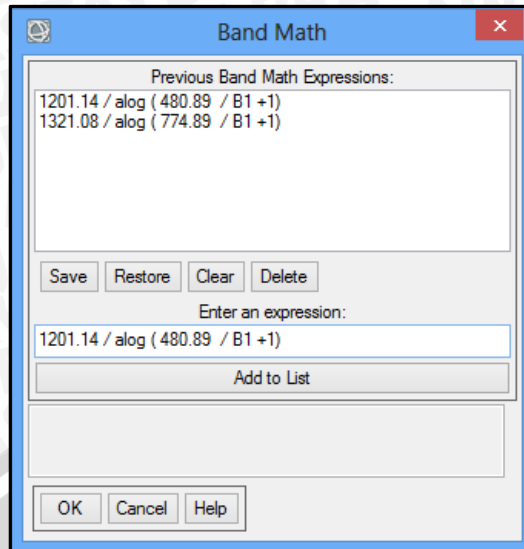 Band Math
Previous Band Math Expressions:
1201.14 / alog ( 480.89  / B1 +1)
1321.08 / alog ( 774.89  / B1 +1)
Save Restore Clear Delete
Enter an expression:
1201.14 / alog ( 480.89  / B1 +1)
Add to List
OK Cancel Help